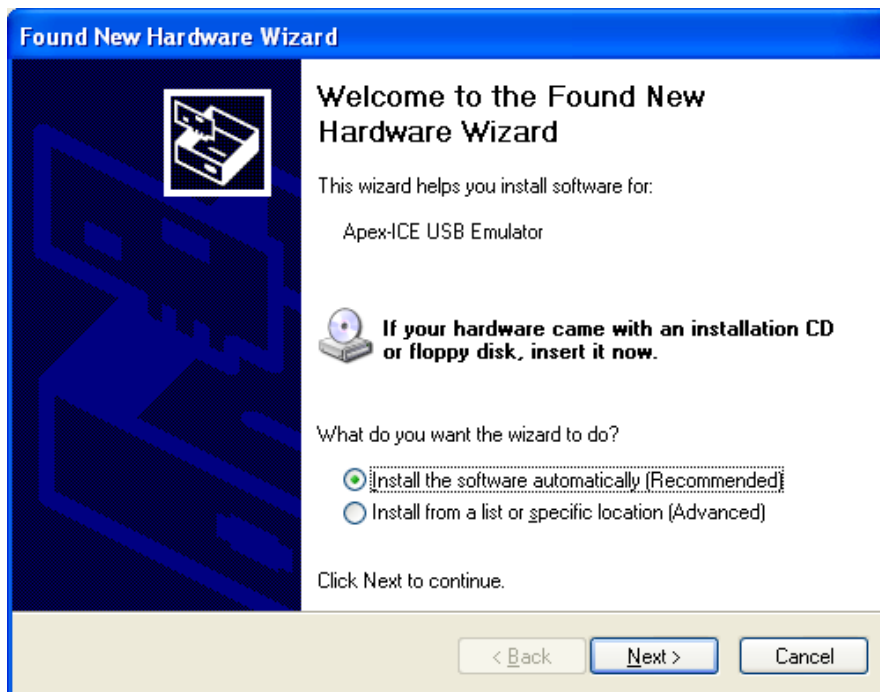 Found New Hardware Wizard
Welcome to the Found New
Hardware Wizard
This wizard helps you install software for:
Apex-ICE USB Emulator
If your hardware came with an installation CD
or floppy disk, insert it now.
What do you want the wizard to do?
Install the software automatically (Recommended)
Install from a list or specific location (Advanced)
Click Next to continue.
< Back Next > Cancel